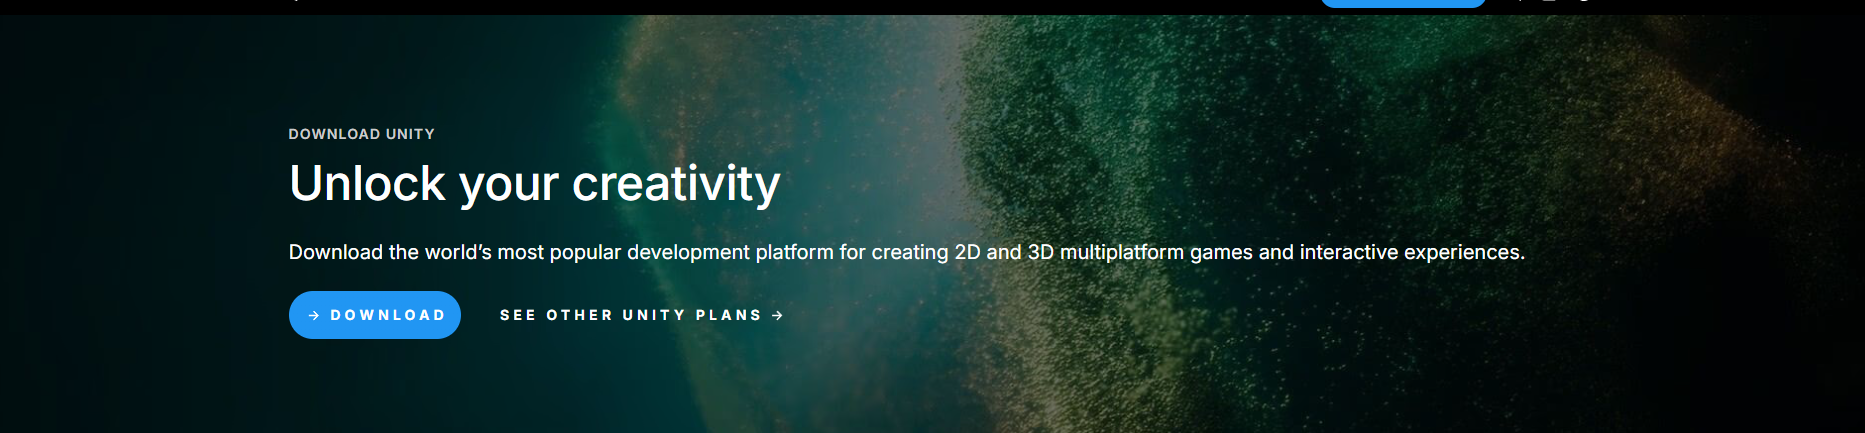 DOWNLOAD UNITY
Unlock your creativity
Download the world’s most popular development platform for creating 2D and 3D multiplatform games and interactive experiences.
→ DOWNLOAD
SEE OTHER UNITY PLANS →